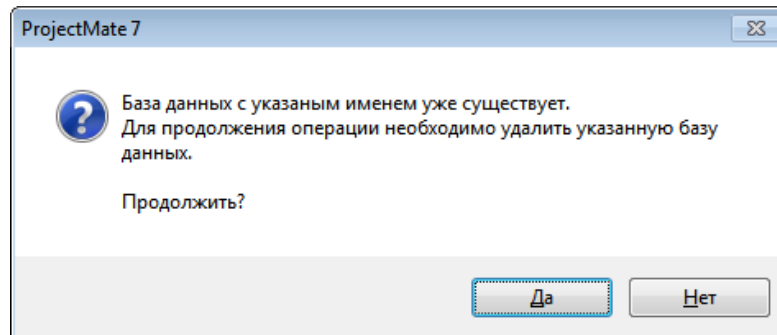 ProjectMate 7
База данных с указаным именем уже существует.
Для продолжения операции необходимо удалить указанную базу
данных.
Продолжить?
Да
Нет